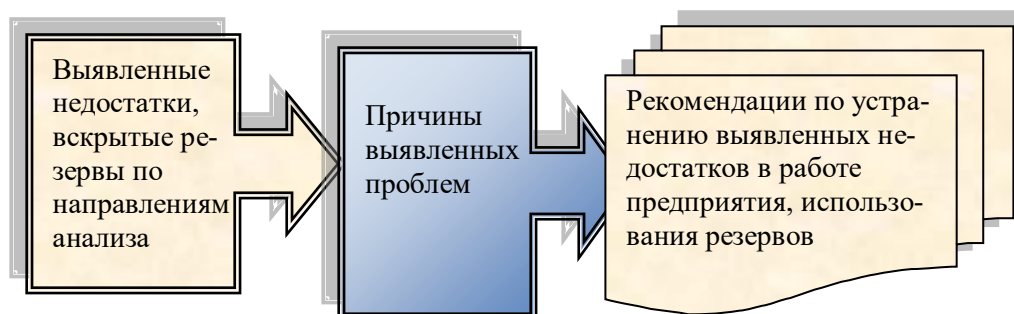 Выявленные
недостатки,
вскрытые ре-
зервы по
направлениям
анализа
Причины
выявленных
проблем
Рекомендации по устра-
нению выявленных не-
достатков в работе
предприятия, использо-
вания резервов